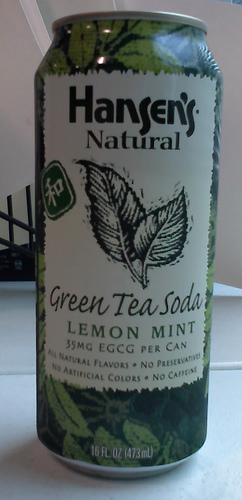 Hansen's
Natural
和
Green Tea Soda
LEMON MINT
35MG EGCG PER CAN
ALL NATURAL FLAVORS • NO PRESERVATIVES
NO ARTIFICIAL COLORS • NO CAFFEINE
16 FL OZ (473mL)